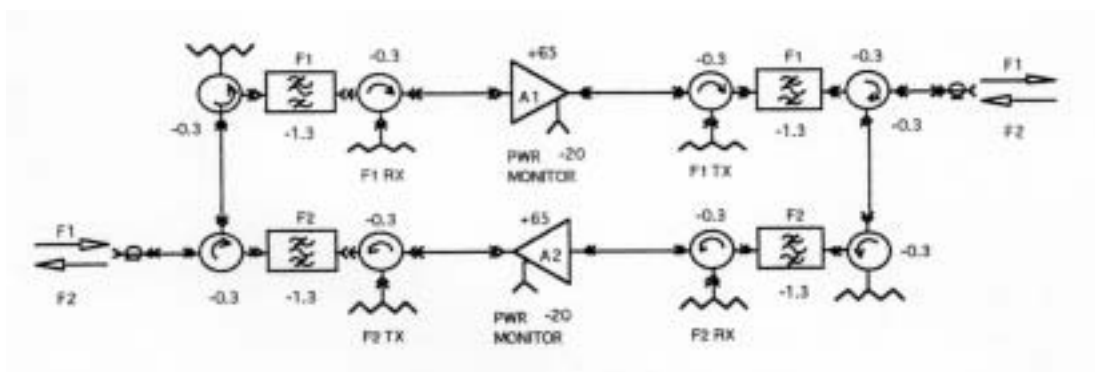 F1 -0.3 +65 -0.3 F1 -0.3
F1
A1
-0.3 -1.3 -1.3 -0.3
F2
PWR -20
MONITOR
F1 RX F1 TX
F2 -0.3 +65 -0.3 F2
F1
A2 -0.3
F2 -0.3 -1.3 -1.3
PWR -20
MONITOR
F2 TX F2 RX